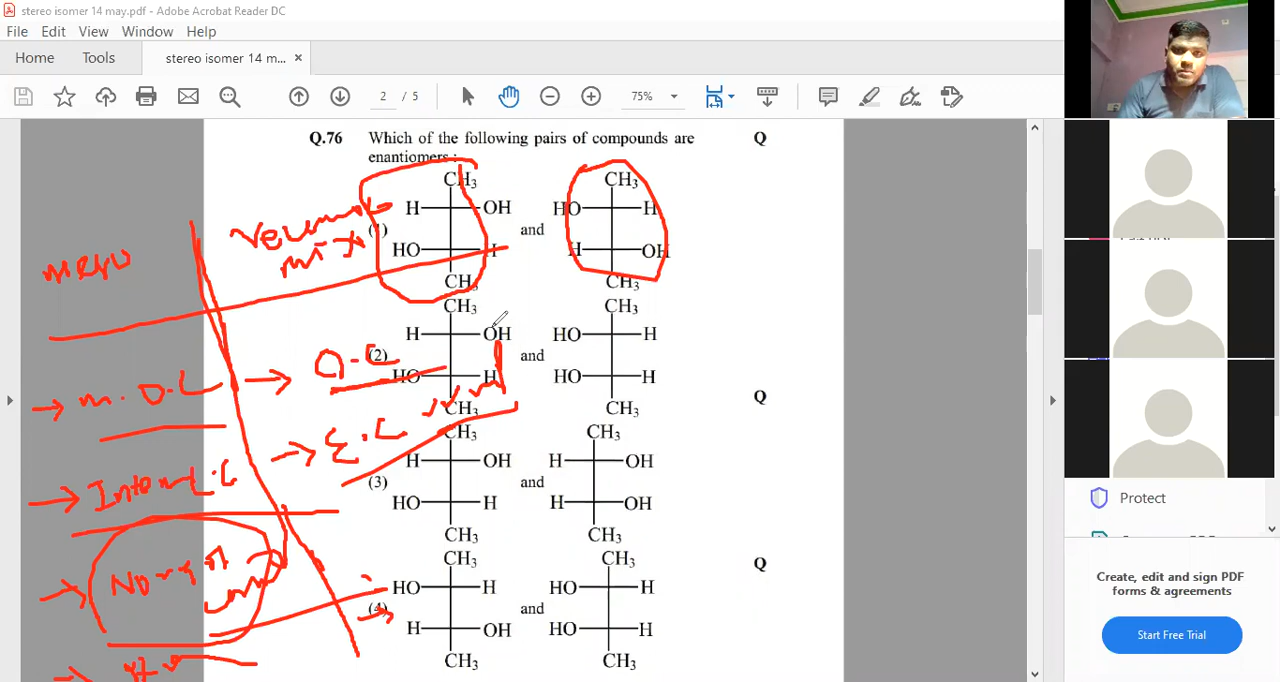 stereo isomer 14 may.pdf - Adobe Acrobat Reader DC
File Edit View Window Help
Home Tools stereo isomer 14 m... ×
2 / 5 75%
Q.76 Which of the following pairs of compounds are Q
enantiomers :
CH3 CH3
H OH HO H
(1) and
HO H H OH
CH3 CH3
CH3 CH3
H OH HO H
(2) and
HO H HO H
CH3 CH3
Q
CH3 CH3
H OH H OH
(3) and
HO H H OH
CH3 CH3
CH3 CH3
Q
HO H HO H
(4) and
H OH HO H
CH3 CH3
meso
mix
m. O.C
O.C
E.C
Protect
Create, edit and sign PDF
forms & agreements
Start Free Trial